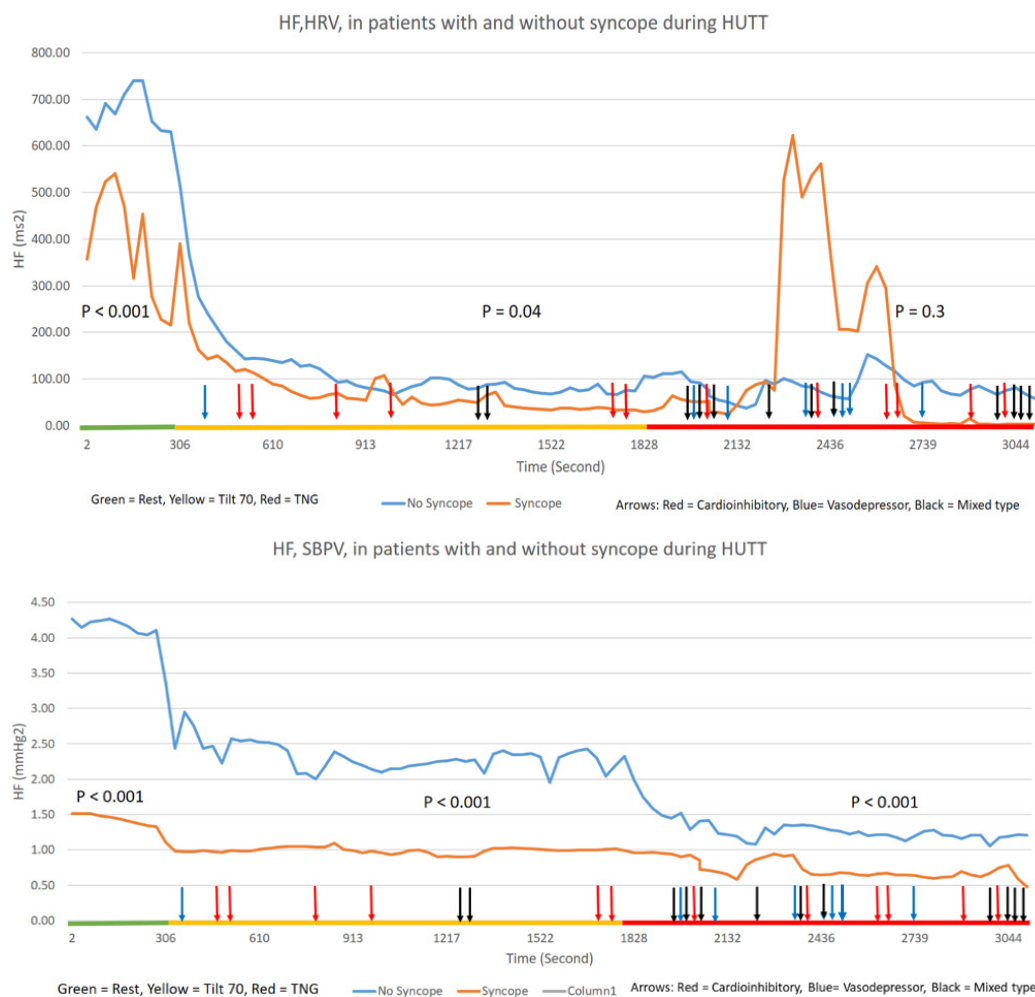 HF,HRV, in patients with and without syncope during HUTT
800.00
700.00
600.00
500.00
400.00
300.00
200.00
100.00
0.00
HF (ms2)
P < 0.001
P = 0.04
P = 0.3
2 306 610 913 1217 1522 1828 2132 2436 2739 3044
Time (Second)
Green = Rest, Yellow = Tilt 70, Red = TNG No Syncope Syncope Arrows: Red = Cardioinhibitory, Blue= Vasodepressor, Black = Mixed type
HF, SBPV, in patients with and without syncope during HUTT
4.50
4.00
3.50
3.00
2.50
2.00
1.50
1.00
0.50
0.00
HF (mmHg2)
P < 0.001
P < 0.001
P < 0.001
2 306 610 913 1217 1522 1828 2132 2436 2739 3044
Time (Second)
Green = Rest, Yellow = Tilt 70, Red = TNG No Syncope Syncope Column1 Arrows: Red = Cardioinhibitory, Blue= Vasodepressor, Black = Mixed type